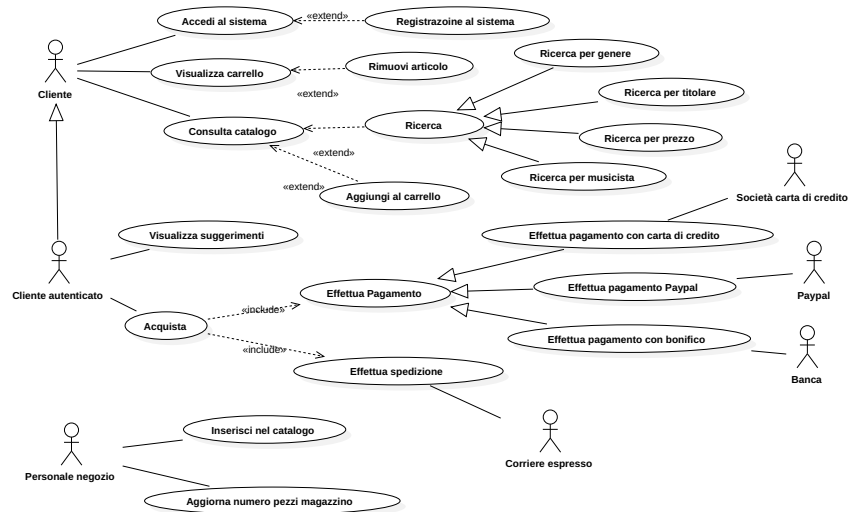 Accedi al sistema
«extend»
Registrazoine al sistema
Cliente
Visualizza carrello
Rimuovi articolo
«extend»
Ricerca per genere
Ricerca per titolare
Consulta catalogo
Ricerca
Ricerca per prezzo
«extend»
Ricerca per musicista
«extend»
Aggiungi al carrello
Società carta di credito
Visualizza suggerimenti
Effettua pagamento con carta di credito
Cliente autenticato
Effettua Pagamento
Effettua pagamento Paypal
Paypal
«include»
Acquista
Effettua pagamento con bonifico
«include»
Effettua spedizione
Banca
Inserisci nel catalogo
Personale negozio
Corriere espresso
Aggiorna numero pezzi magazzino